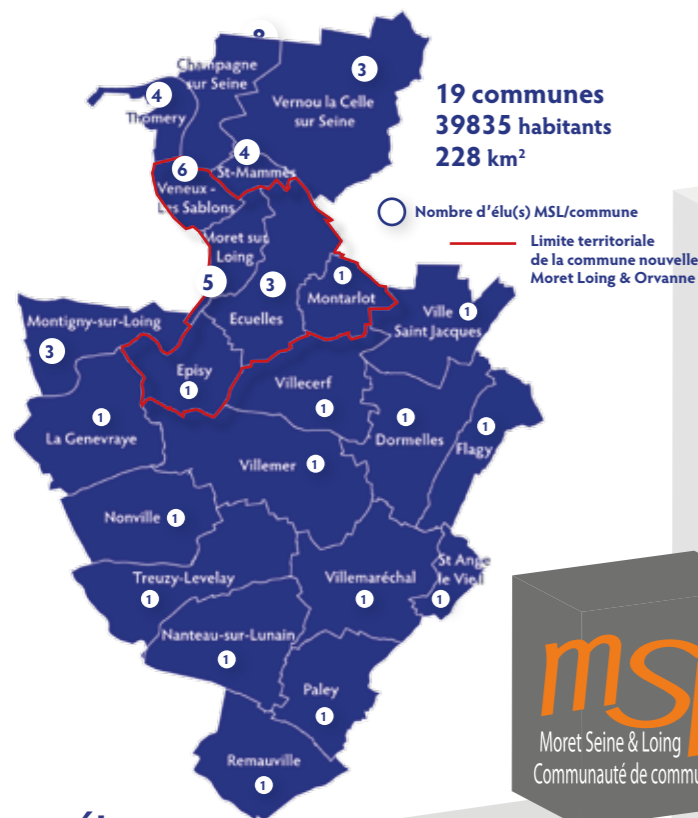 Champagne
sur Seine
3
Vernou la Celle
sur Seine
4
Thomery
4
St-Mammès
6
Veneux -
Les Sablons
Moret sur
Loing
5
3
Ecuelles
1
Montarlot
Ville
Saint Jacques
1
Montigny-sur-Loing
3
Episy
1
Villecerf
1
1
La Genevraye
1
Dormelles
1
Flagy
Villemer
1
Nonville
1
Treuzy-Levelay
1
Villemaréchal
1
St Ange
le Vieil
1
Nanteau-sur-Lunain
1
Paley
1
Remauville
1
19 communes
39835 habitants
228 km²
Nombre d'élu(s) MSL/commune
Limite territoriale
de la commune nouvelle
Moret Loing & Orvanne
msl
Moret Seine & Loing
Communauté de commu